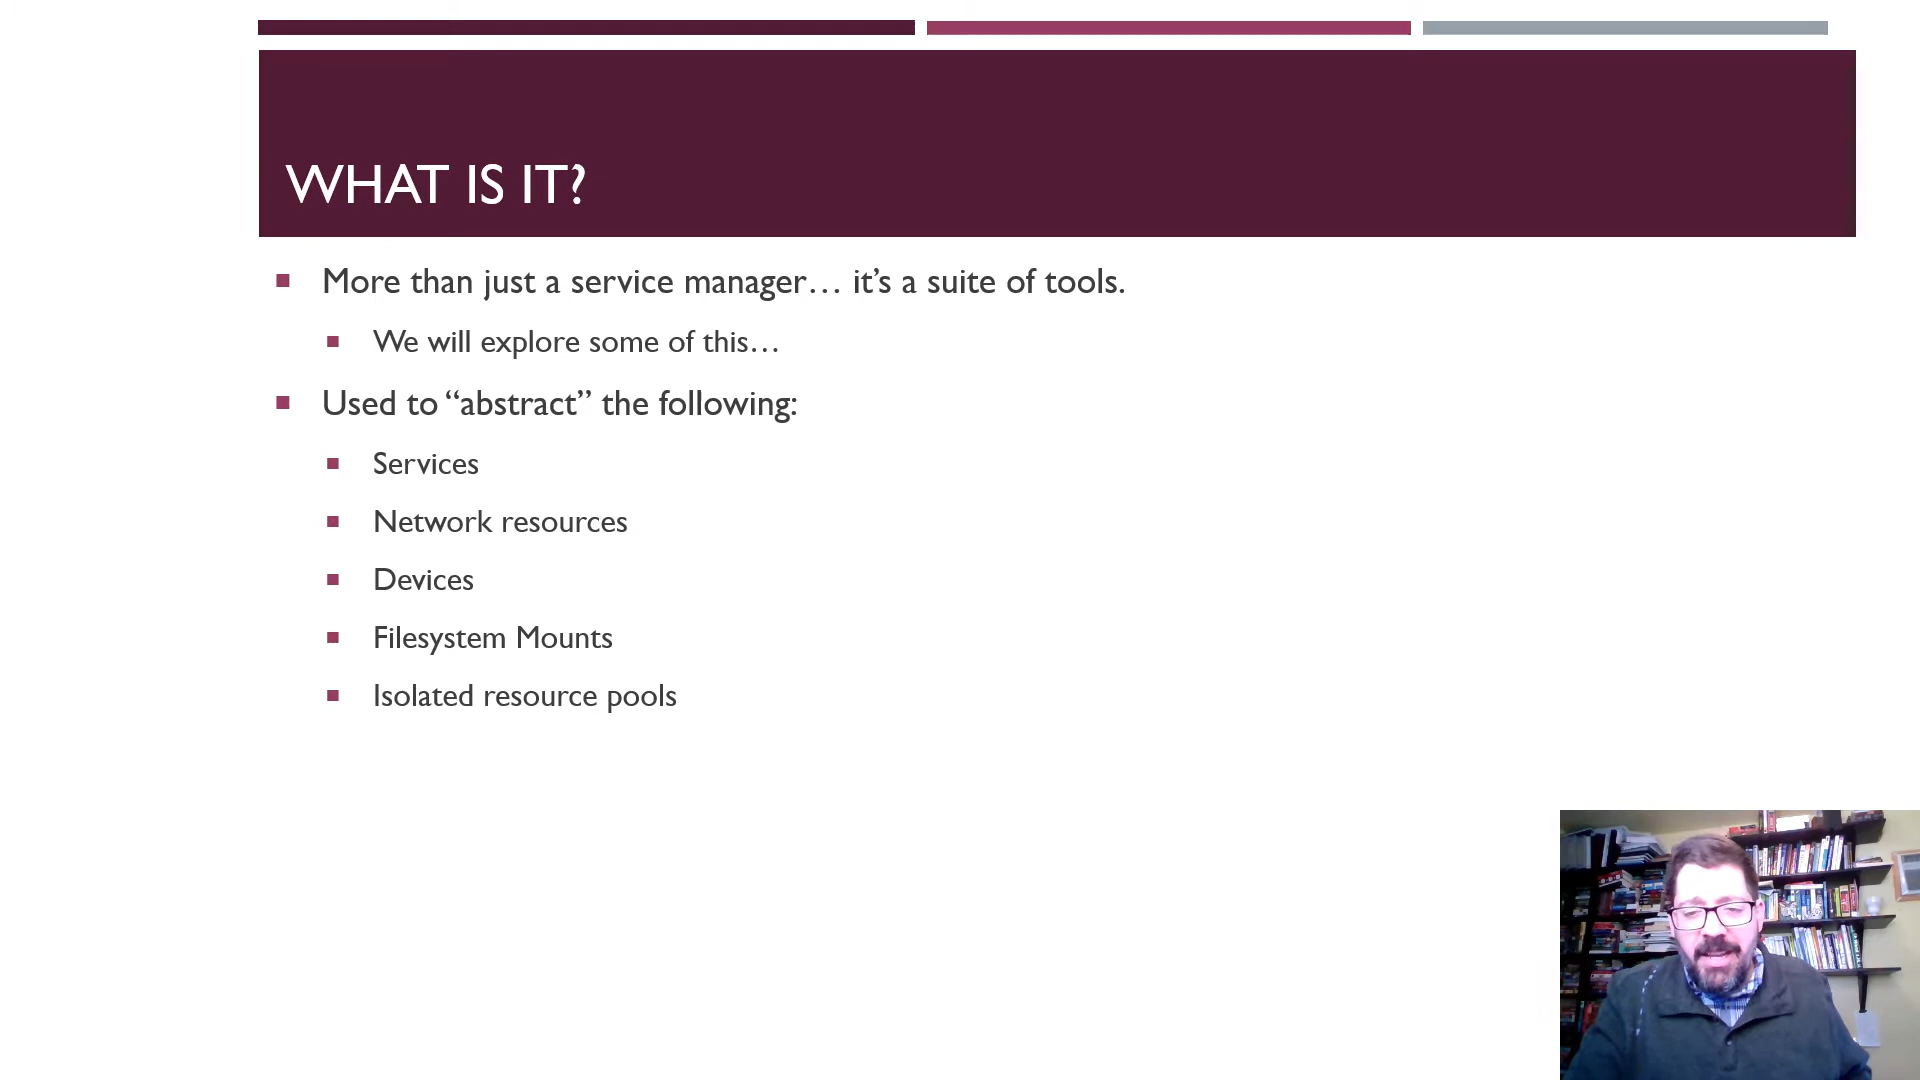 WHAT IS IT?
More than just a service manager… it’s a suite of tools.
We will explore some of this…
Used to “abstract” the following:
Services
Network resources
Devices
Filesystem Mounts
Isolated resource pools